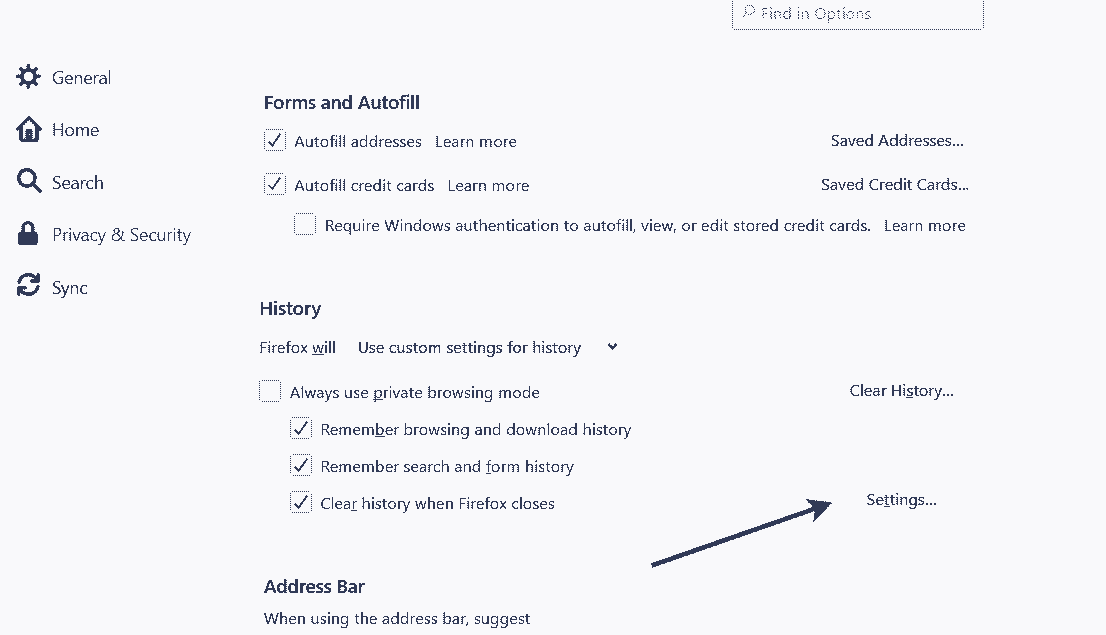 Find in Options
General
Home
Search
Privacy & Security
Sync
Forms and Autofill
Autofill addresses Learn more Saved Addresses...
Autofill credit cards Learn more Saved Credit Cards...
Require Windows authentication to autofill, view, or edit stored credit cards. Learn more
History
Firefox will Use custom settings for history
Always use private browsing mode Clear History...
Remember browsing and download history
Remember search and form history
Clear history when Firefox closes Settings...
Address Bar
When using the address bar, suggest